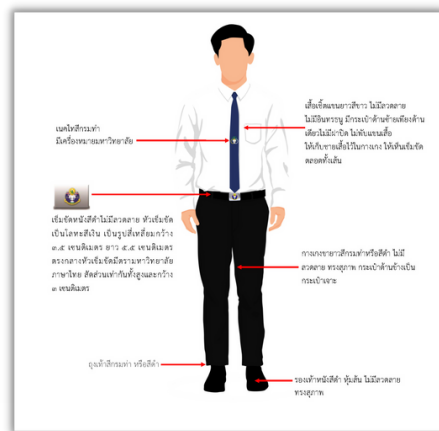 เสื้อเชิ้ตแขนยาวสีขาว ไม่มีลวดลาย
ไม่มีอินทรธนู มีกระเป๋าด้านซ้ายเพียงด้าน
เดียวไม่มีฝาปิด ไม่พับแขนเสื้อ
ให้เก็บชายเสื้อไว้ในกางเกง ให้เห็นเข็มขัด
ตลอดทั้งเส้น
เนคไทสีกรมท่า
มีเครื่องหมายมหาวิทยาลัย
เข็มขัดหนังสีดำไม่มีลวดลาย หัวเข็มขัด
เป็นโลหะสีเงิน เป็นรูปสี่เหลี่ยมกว้าง
๓.๕ เซนติเมตร ยาว ๕.๕ เซนติเมตร
ตรงกลางหัวเข็มขัดมีตรามหาวิทยาลัย
ภาษาไทย สัดส่วนเท่ากันทั้งสูงและกว้าง
๓ เซนติเมตร
กางเกงขายาวสีกรมท่าหรือสีดำ ไม่มี
ลวดลาย ทรงสุภาพ กระเป๋าด้านข้างเป็น
กระเป๋าเจาะ
ถุงเท้าสีกรมท่า หรือสีดำ
รองเท้าหนังสีดำ หุ้มส้น ไม่มีลวดลาย
ทรงสุภาพ